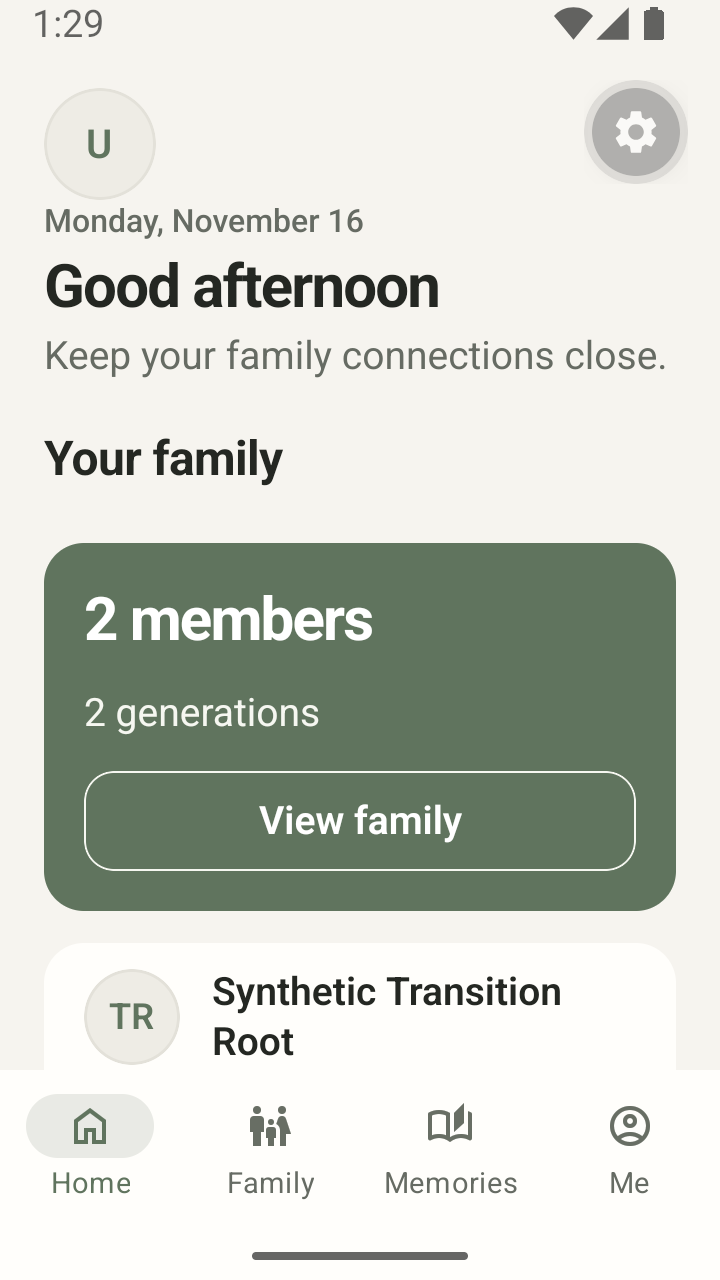 1:29
U
Monday, November 16
Good afternoon
Keep your family connections close.
Your family
2 members
2 generations
View family
TR
Synthetic Transition
Root
Home
Family
Memories
Me